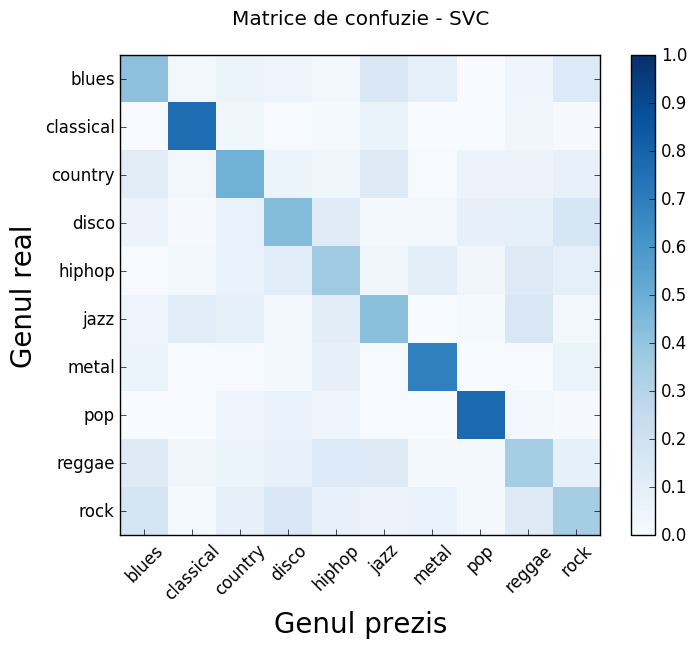 Matrice de confuzie - SVC
Genul real
blues
classical
country
disco
hiphop
jazz
metal
pop
reggae
rock
blues
classical
country
disco
hiphop
jazz
metal
pop
reggae
rock
Genul prezis
1.0
0.9
0.8
0.7
0.6
0.5
0.4
0.3
0.2
0.1
0.0